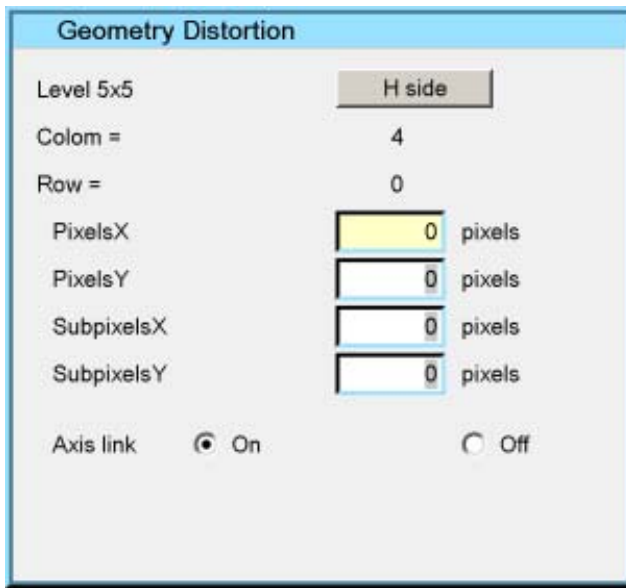 Geometry Distortion
Level 5x5 H side
Colom = 4
Row = 0
PixelsX 0 pixels
PixelsY 0 pixels
SubpixelsX 0 pixels
SubpixelsY 0 pixels
Axis link On Off